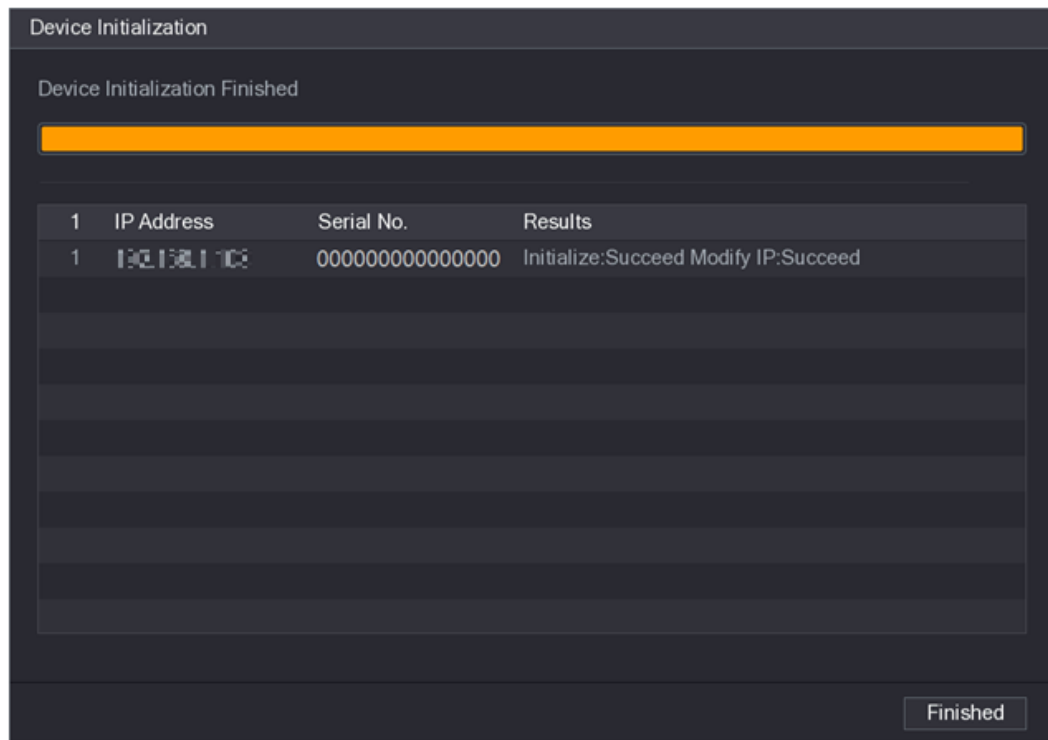 Device Initialization
Device Initialization Finished
1 IP Address Serial No. Results
1 000000000000000 Initialize:Succeed Modify IP:Succeed
Finished